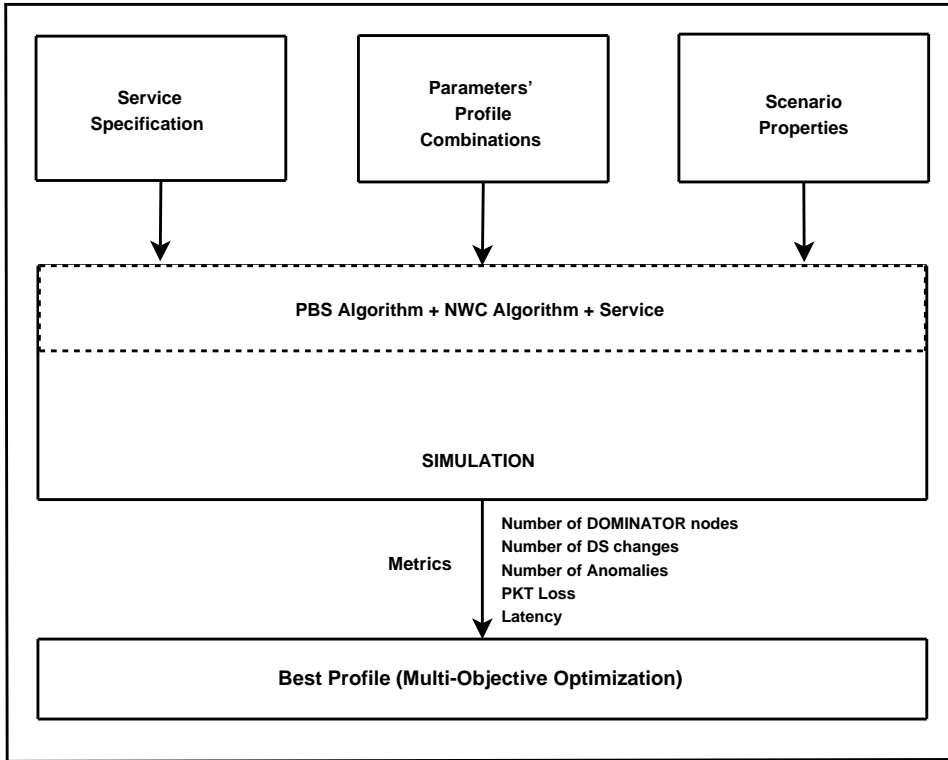 Service
Specification
Parameters’
Profile
Combinations
Scenario
Properties
PBS Algorithm + NWC Algorithm + Service
SIMULATION
Metrics
Number of DOMINATOR nodes
Number of DS changes
Number of Anomalies
PKT Loss
Latency
Best Profile (Multi-Objective Optimization)